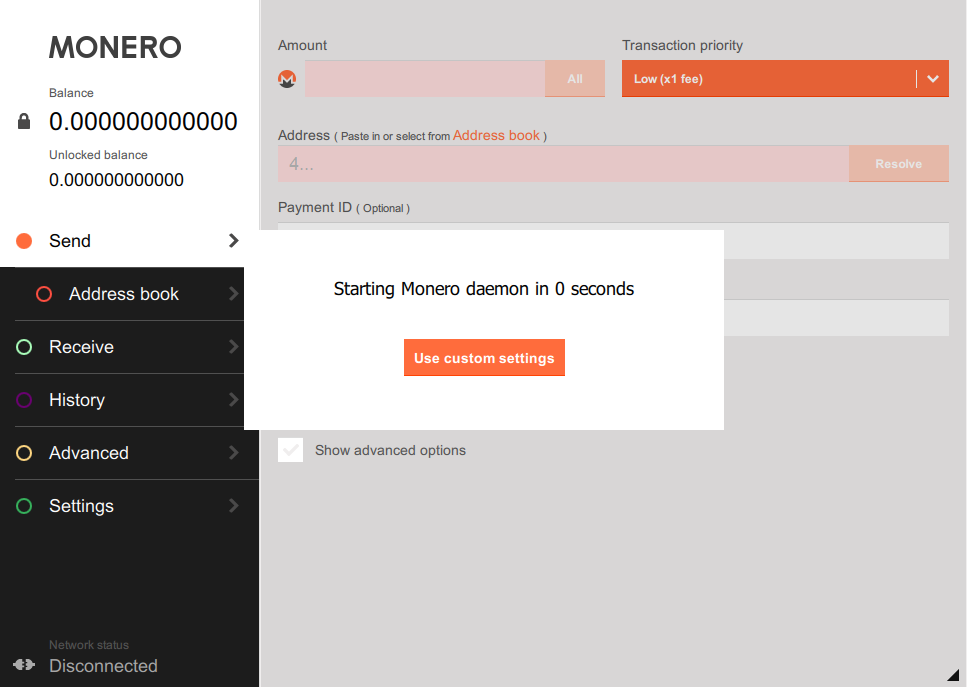 MONERO
Balance
0.000000000000
Unlocked balance
0.000000000000
Send
Address book
Receive
History
Advanced
Settings
Network status
Disconnected
Amount
All
Transaction priority
Low (x1 fee)
Address ( Paste in or select from Address book )
4...
Resolve
Payment ID ( Optional )
Starting Monero daemon in 0 seconds
Use custom settings
Show advanced options